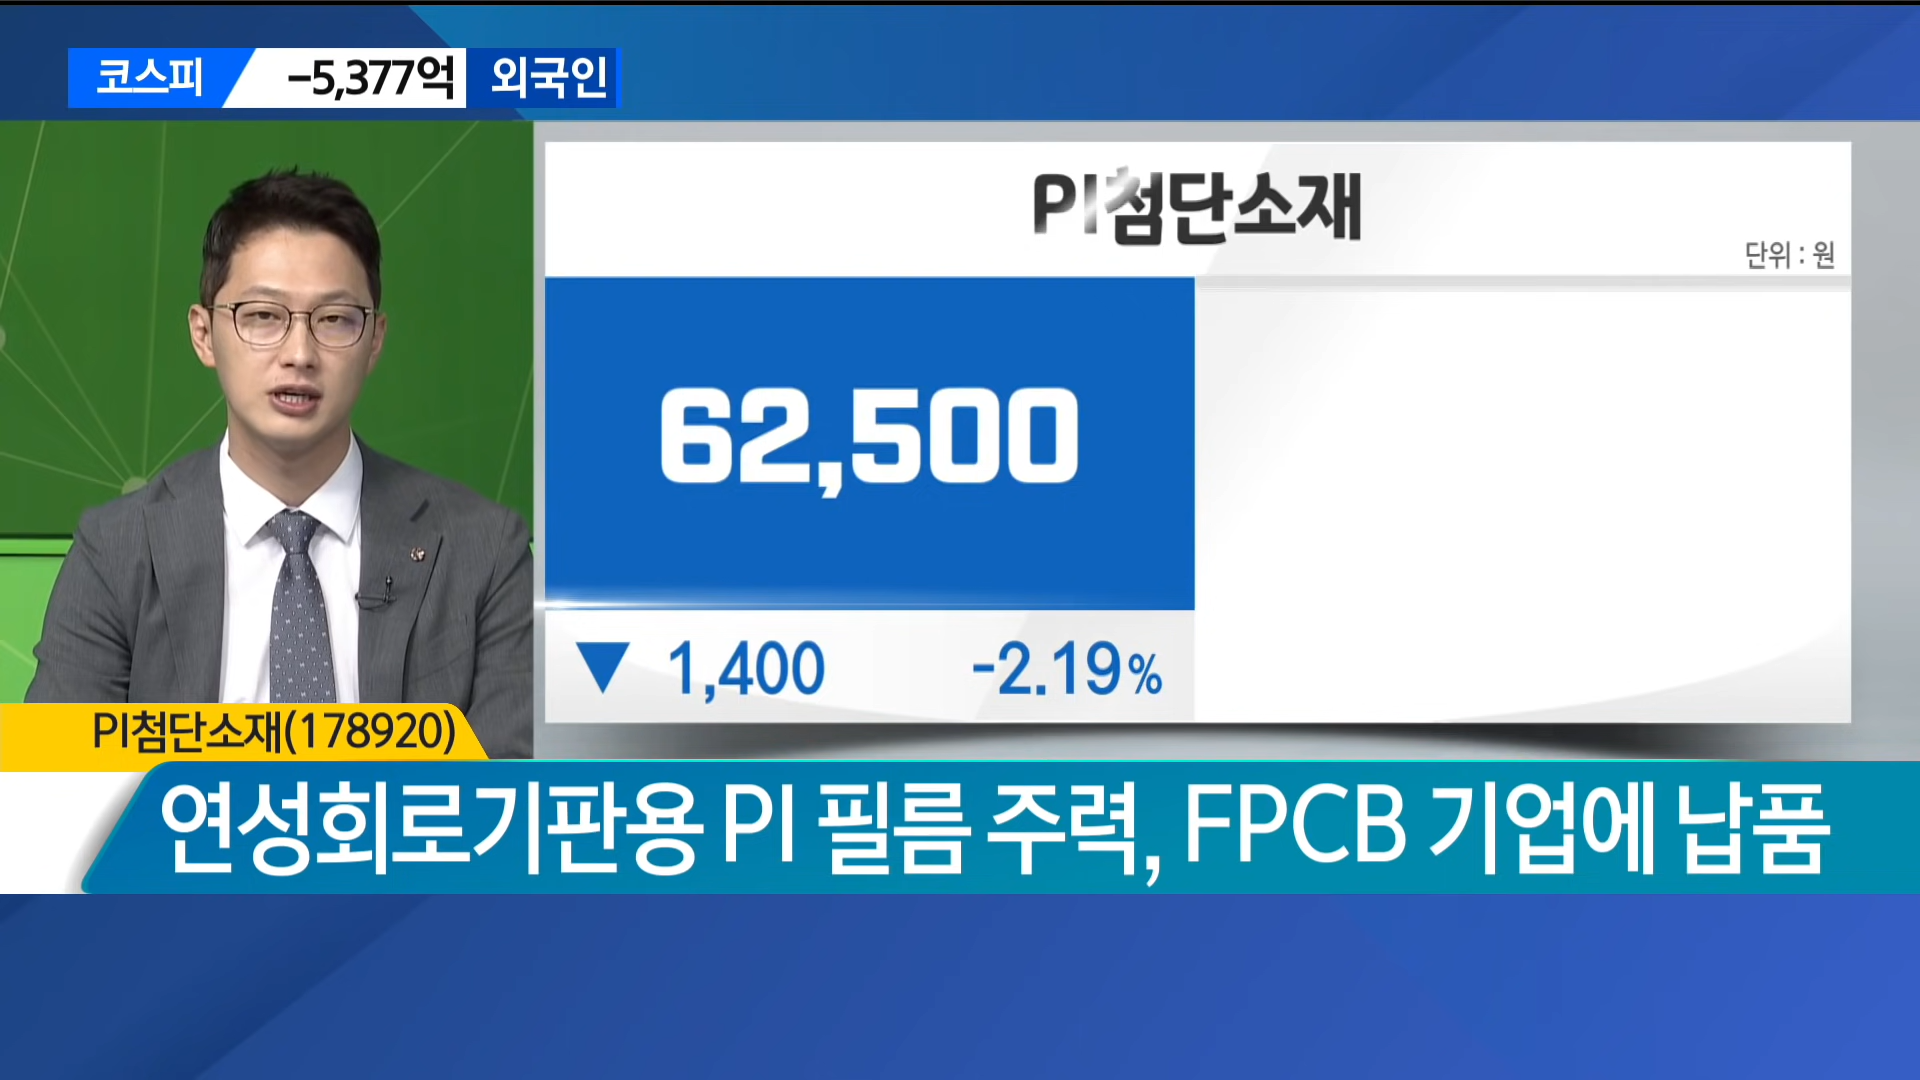 코스피 -5,377억 외국인
PI첨단소재
단위 : 원
62,500
▼ 1,400 -2.19%
PI첨단소재(178920)
연성회로기판용 PI 필름 주력, FPCB 기업에 납품